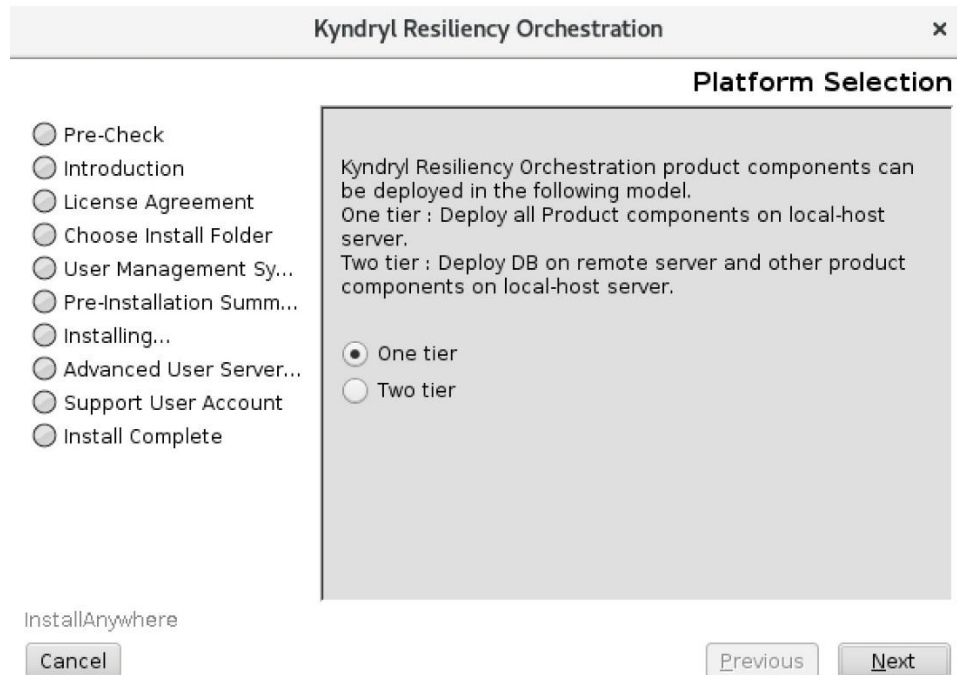 Kyndryl Resiliency Orchestration
×
Platform Selection
Pre-Check
Introduction
License Agreement
Choose Install Folder
User Management Sy...
Pre-Installation Summ...
Installing...
Advanced User Server...
Support User Account
Install Complete
Kyndryl Resiliency Orchestration product components can
be deployed in the following model.
One tier : Deploy all Product components on local-host
server.
Two tier : Deploy DB on remote server and other product
components on local-host server.
One tier
Two tier
InstallAnywhere
Cancel
Previous
Next